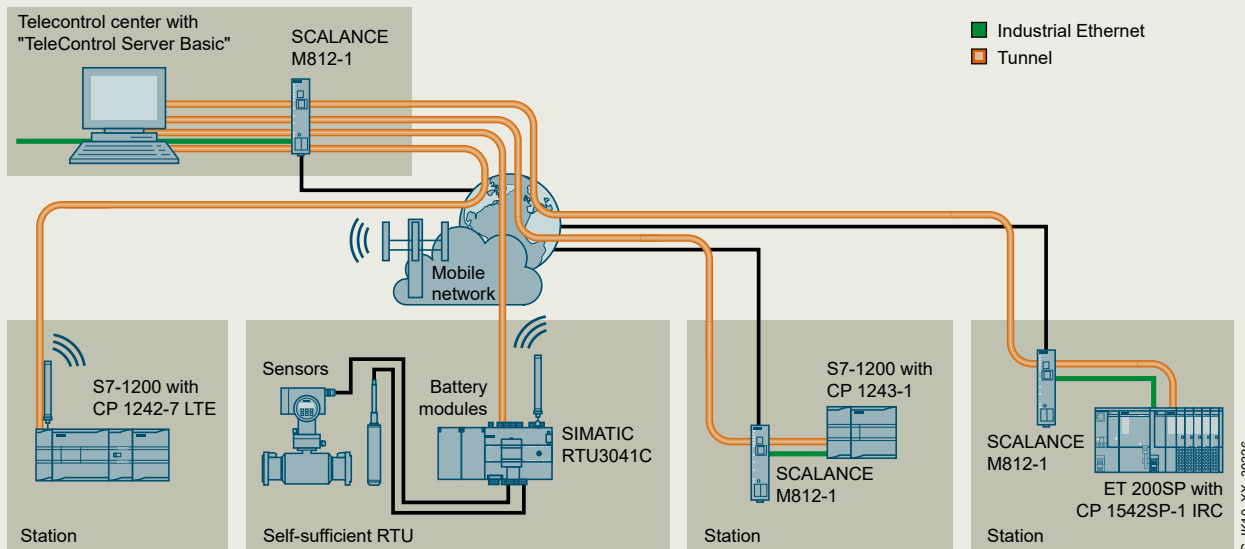 Telecontrol center with
"TeleControl Server Basic"
SCALANCE
M812-1
Industrial Ethernet
Tunnel
Mobile
network
S7-1200 with
CP 1242-7 LTE
Station
Sensors
Battery
modules
SIMATIC
RTU3041C
Self-sufficient RTU
S7-1200 with
CP 1243-1
SCALANCE
M812-1
Station
SCALANCE
M812-1
ET 200SP with
CP 1542SP-1 IRC
Station